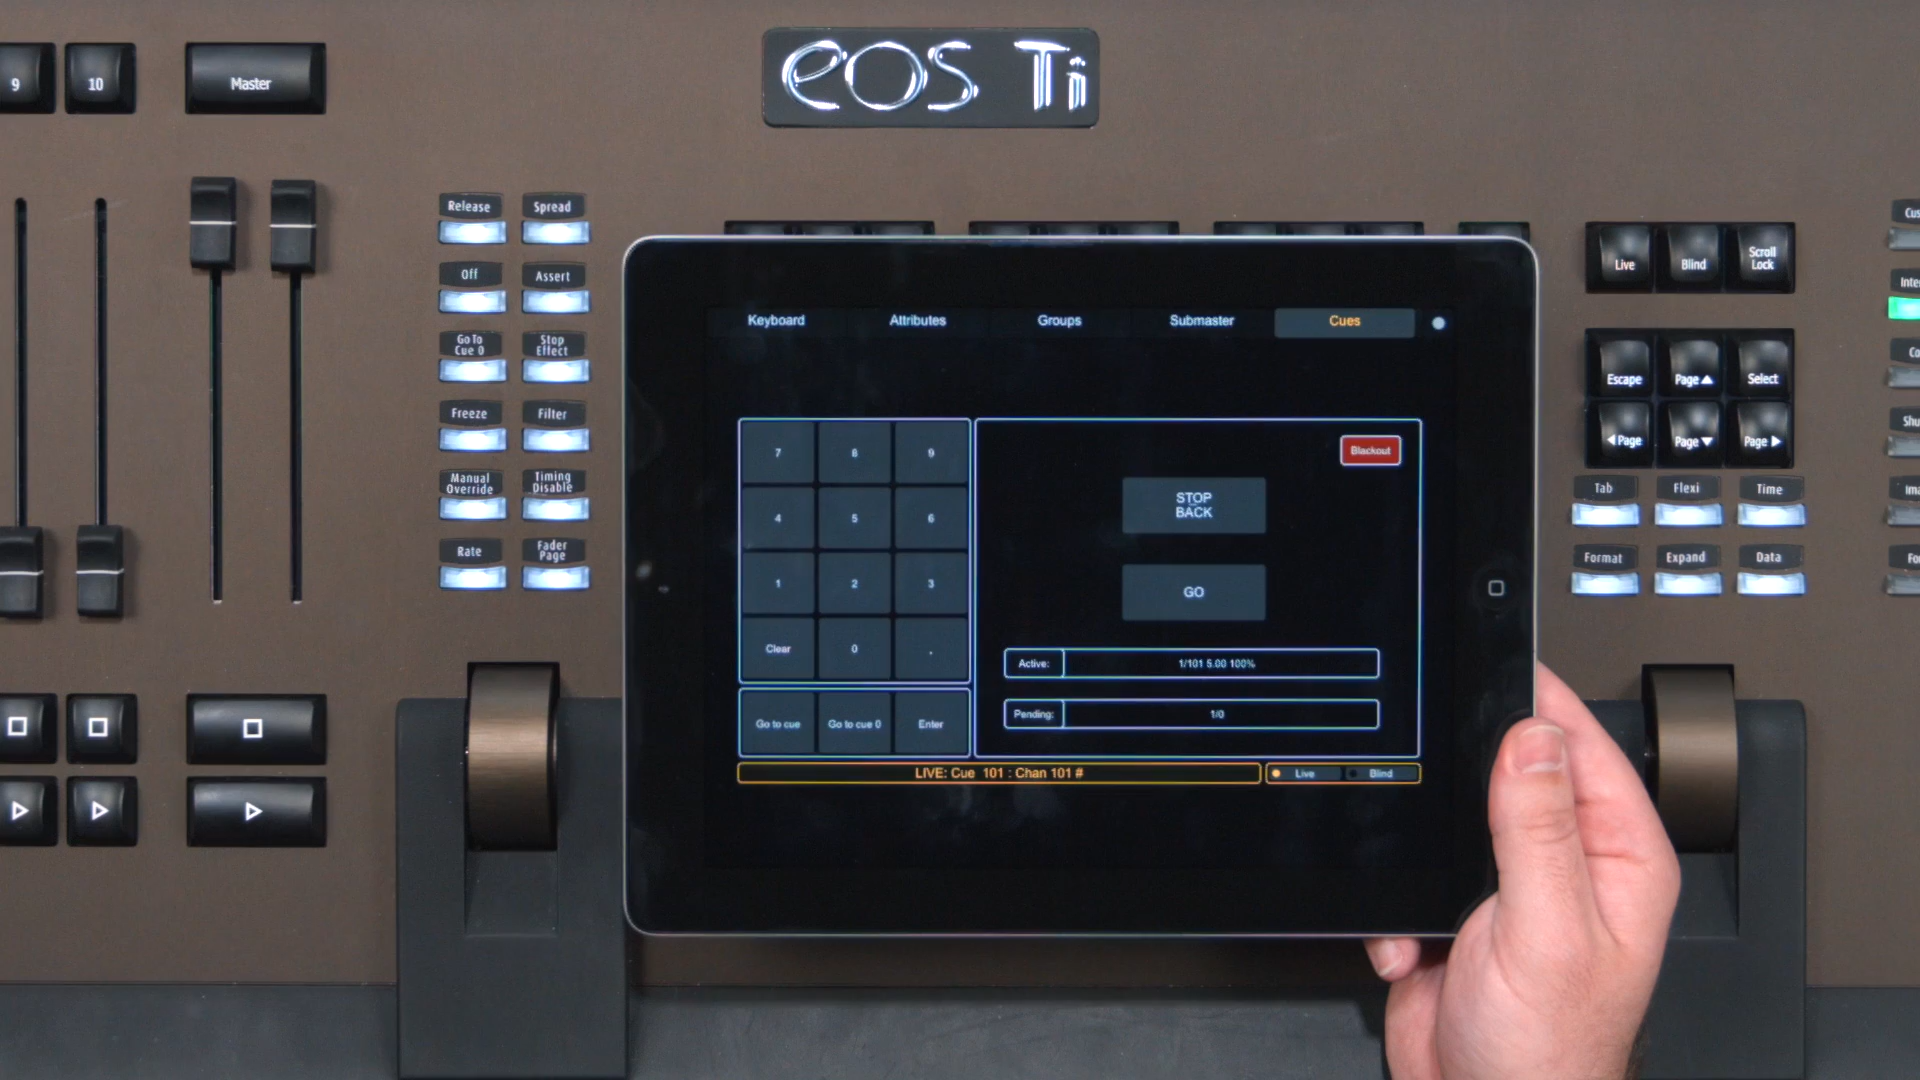 eos Ti
9
10
Master
Release
Spread
Off
Assert
Go To
Cue 0
Stop
Effect
Freeze
Filter
Manual
Override
Timing
Disable
Rate
Fader
Page
Keyboard
Attributes
Groups
Submaster
Cues
7
8
9
4
5
6
1
2
3
Clear
0
.
Go to cue
Go to cue 0
Enter
Blackout
STOP
BACK
GO
Active:
1/101 5.00 100%
Pending:
1/0
LIVE: Cue 101 : Chan 101 #
Live
Blind
Live
Blind
Scroll
Lock
Escape
Page▲
Select
◀Page
Page▼
Page▶
Tab
Flexi
Time
Format
Expand
Data